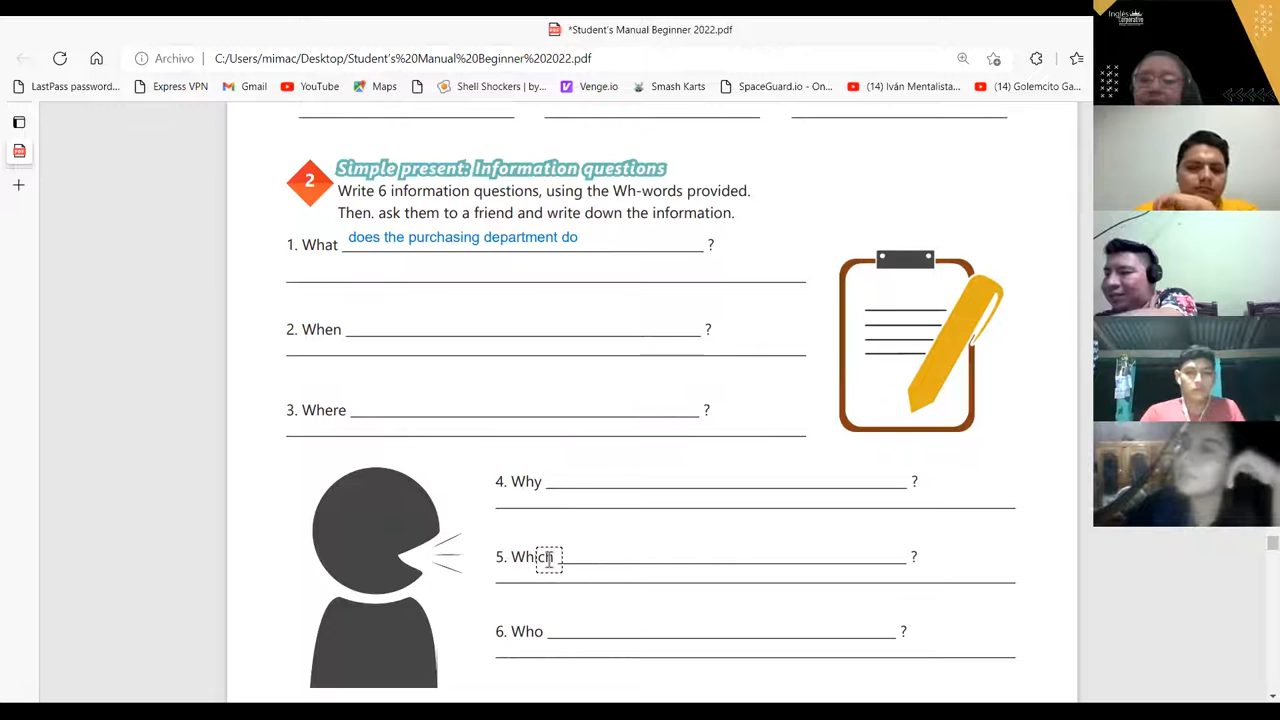 *Student's Manual Beginner 2022.pdf
Archivo
C:/Users/mimac/Desktop/Student's%20Manual%20Beginner%202022.pdf
LastPass password...
Express VPN
Gmail
YouTube
Maps
Shell Shockers | by...
Venge.io
Smash Karts
SpaceGuard.io - On...
(14) Iván Mentalista...
(14) Golemcito Ga...
Inglés
Corporativo
2
Simple present: Information questions
Write 6 information questions, using the Wh-words provided.
Then. ask them to a friend and write down the information.
1. What does the purchasing department do ?
2. When ?
3. Where ?
4. Why ?
5. Which ?
6. Who ?